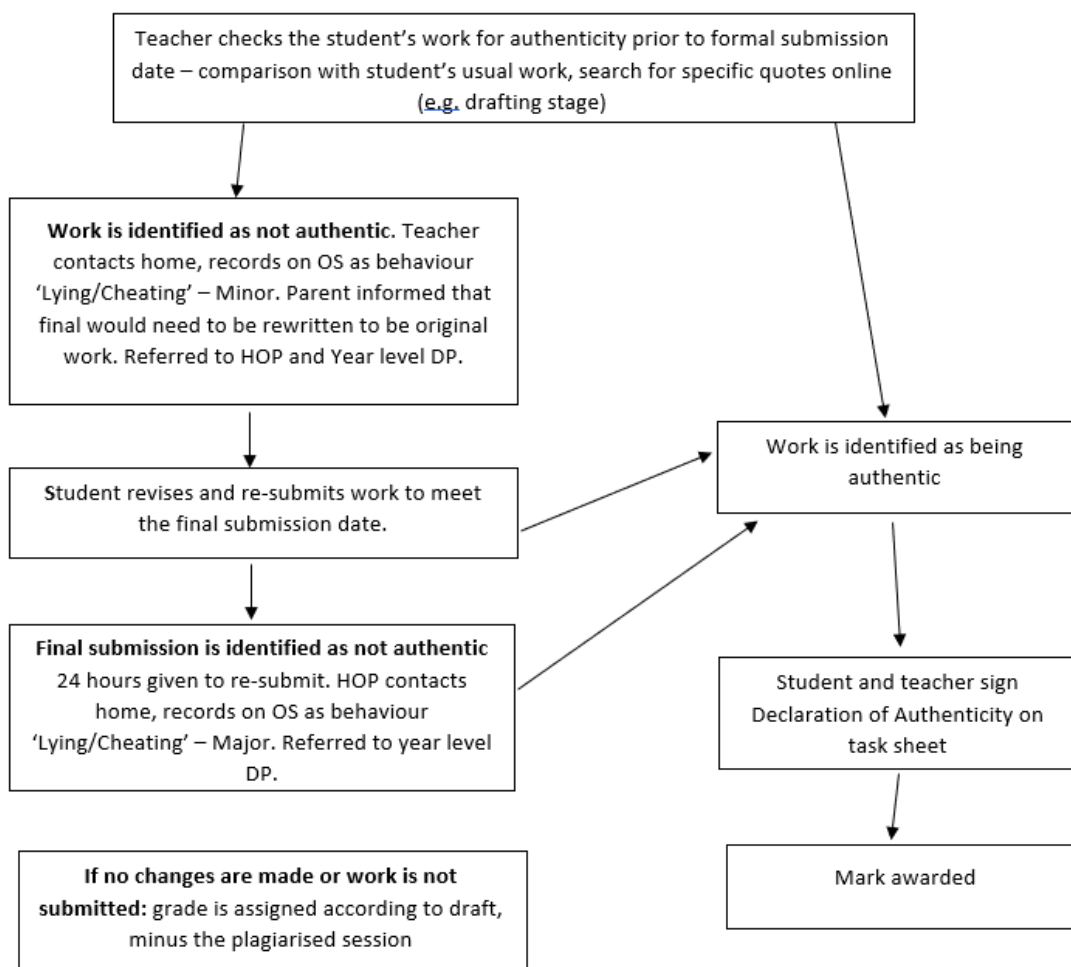 Teacher checks the student's work for authenticity prior to formal submission
date – comparison with student's usual work, search for specific quotes online
(e.g. drafting stage)
Work is identified as not authentic. Teacher
contacts home, records on OS as behaviour
‘Lying/Cheating’ – Minor. Parent informed that
final would need to be rewritten to be original
work. Referred to HOP and Year level DP.
Student revises and re-submits work to meet
the final submission date.
Final submission is identified as not authentic
24 hours given to re-submit. HOP contacts
home, records on OS as behaviour
‘Lying/Cheating’ – Major. Referred to year level
DP.
If no changes are made or work is not
submitted: grade is assigned according to draft,
minus the plagiarised session
Work is identified as being
authentic
Student and teacher sign
Declaration of Authenticity on
task sheet
Mark awarded